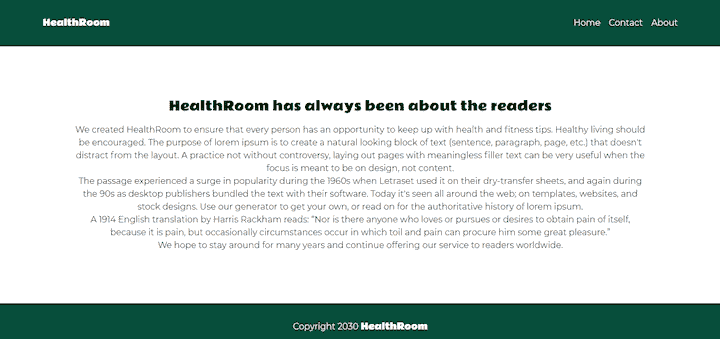 HealthRoom
Home Contact About
HealthRoom has always been about the readers
We created HealthRoom to ensure that every person has an opportunity to keep up with health and fitness tips. Healthy living should
be encouraged. The purpose of lorem ipsum is to create a natural looking block of text (sentence, paragraph, page, etc.) that doesn't
distract from the layout. A practice not without controversy, laying out pages with meaningless filler text can be very useful when the
focus is meant to be on design, not content.
The passage experienced a surge in popularity during the 1960s when Letraset used it on their dry-transfer sheets, and again during
the 90s as desktop publishers bundled the text with their software. Today it's seen all around the web; on templates, websites, and
stock designs. Use our generator to get your own, or read on for the authoritative history of lorem ipsum.
A 1914 English translation by Harris Rackham reads: "Nor is there anyone who loves or pursues or desires to obtain pain of itself,
because it is pain, but occasionally circumstances occur in which toil and pain can procure him some great pleasure."
We hope to stay around for many years and continue offering our service to readers worldwide.
Copyright 2030 HealthRoom